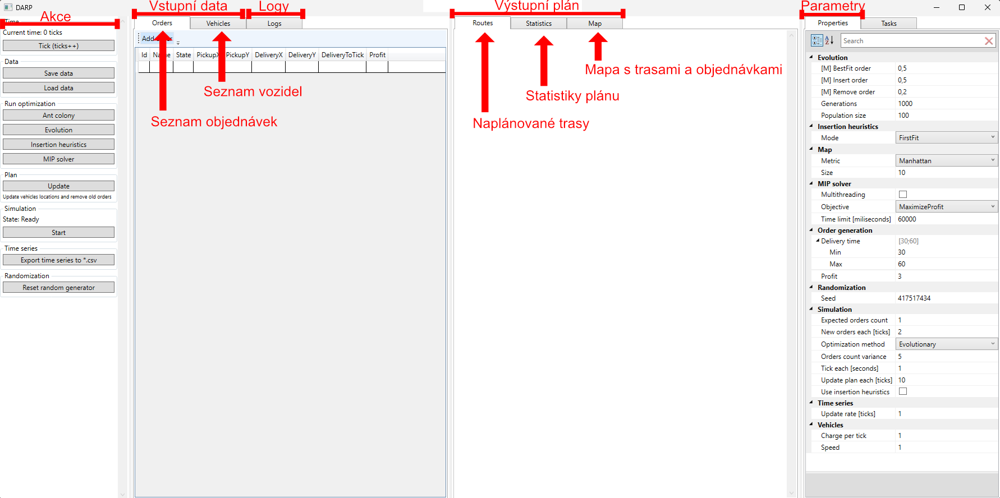 DARP
Akce
Vstupní data
Logy
Výstupní plán
Parametry
Time
Current time: 0 ticks
Tick (ticks++)
Data
Save data
Load data
Run optimization
Ant colony
Evolution
Insertion heuristics
MIP solver
Plan
Update
Update vehicles locations and remove old orders
Simulation
State: Ready
Start
Time series
Export time series to *.csv
Randomization
Reset random generator
Orders
Vehicles
Logs
Add
Id Name State PickupX PickupY DeliveryX DeliveryY DeliveryToTick Profit
Seznam vozidel
Seznam objednávek
Routes
Statistics
Map
Mapa s trasami a objednávkami
Statistiky plánu
Naplánované trasy
Properties
Tasks
Search
Evolution
[M] BestFit order 0,5
[M] Insert order 0,5
[M] Remove order 0,2
Generations 1000
Population size 100
Insertion heuristics
Mode FirstFit
Map
Metric Manhattan
Size 10
MIP solver
Multithreading
Objective MaximizeProfit
Time limit [miliseconds] 60000
Order generation
Delivery time [30;60]
Min 30
Max 60
Profit 3
Randomization
Seed 417517434
Simulation
Expected orders count 1
New orders each [ticks] 2
Optimization method Evolutionary
Orders count variance 5
Tick each [seconds] 1
Update plan each [ticks] 10
Use insertion heuristics
Time series
Update rate [ticks] 1
Vehicles
Charge per tick 1
Speed 1